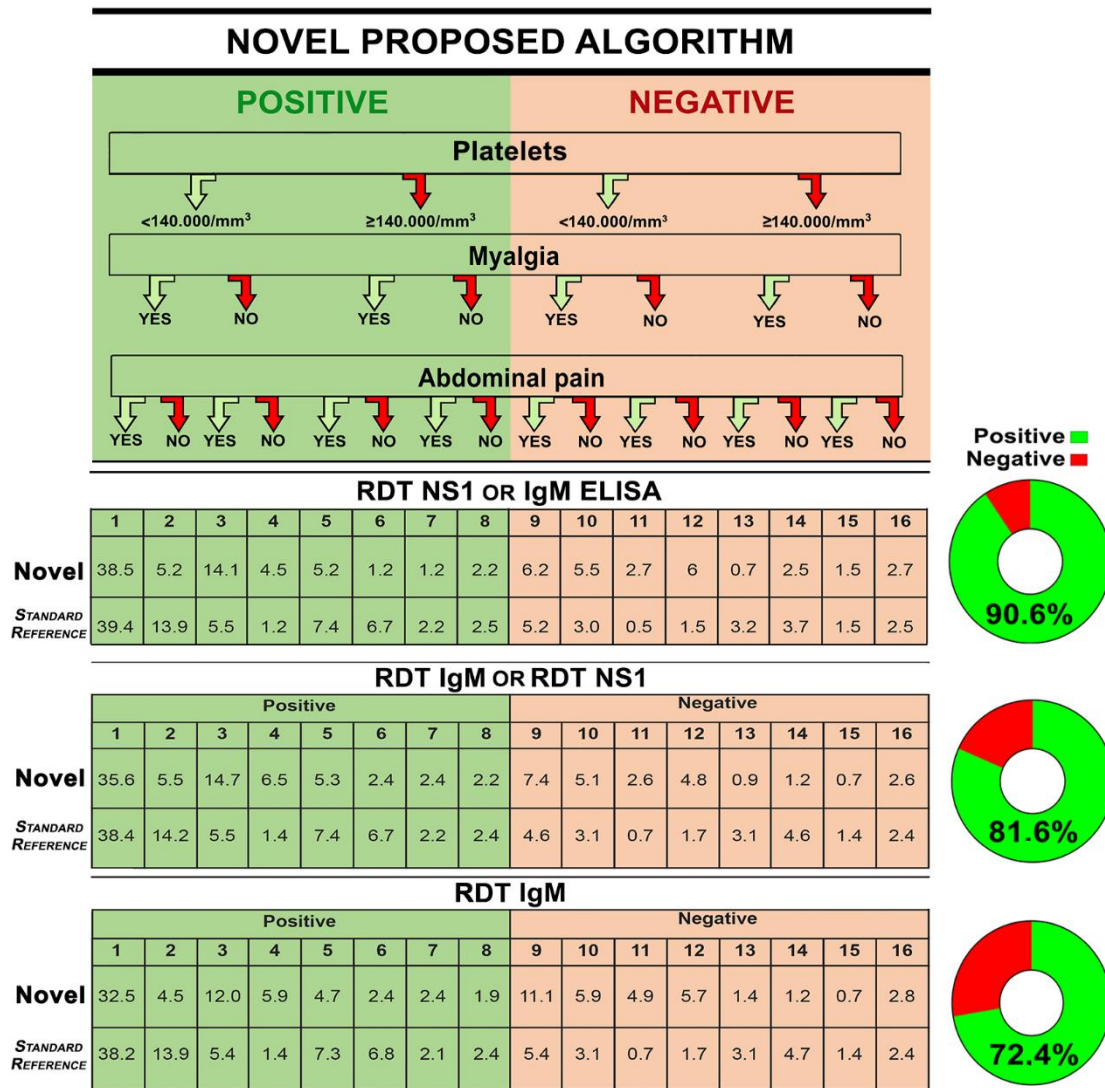 NOVEL PROPOSED ALGORITHM
POSITIVE NEGATIVE
Platelets
<140.000/mm³ ≥140.000/mm³ <140.000/mm³ ≥140.000/mm³
Myalgia
YES NO YES NO YES NO YES NO
Abdominal pain
YES NO YES NO YES NO YES NO YES NO YES NO YES NO YES NO
Positive
Negative
RDT NS1 OR IgM ELISA
1 2 3 4 5 6 7 8 9 10 11 12 13 14 15 16
Novel 38.5 5.2 14.1 4.5 5.2 1.2 1.2 2.2 6.2 5.5 2.7 6 0.7 2.5 1.5 2.7
STANDARD
REFERENCE 39.4 13.9 5.5 1.2 7.4 6.7 2.2 2.5 5.2 3.0 0.5 1.5 3.2 3.7 1.5 2.5
90.6%
RDT IgM OR RDT NS1
Positive Negative
1 2 3 4 5 6 7 8 9 10 11 12 13 14 15 16
Novel 35.6 5.5 14.7 6.5 5.3 2.4 2.4 2.2 7.4 5.1 2.6 4.8 0.9 1.2 0.7 2.6
STANDARD
REFERENCE 38.4 14.2 5.5 1.4 7.4 6.7 2.2 2.4 4.6 3.1 0.7 1.7 3.1 4.6 1.4 2.4
81.6%
RDT IgM
Positive Negative
1 2 3 4 5 6 7 8 9 10 11 12 13 14 15 16
Novel 32.5 4.5 12.0 5.9 4.7 2.4 2.4 1.9 11.1 5.9 4.9 5.7 1.4 1.2 0.7 2.8
STANDARD
REFERENCE 38.2 13.9 5.4 1.4 7.3 6.8 2.1 2.4 5.4 3.1 0.7 1.7 3.1 4.7 1.4 2.4
72.4%